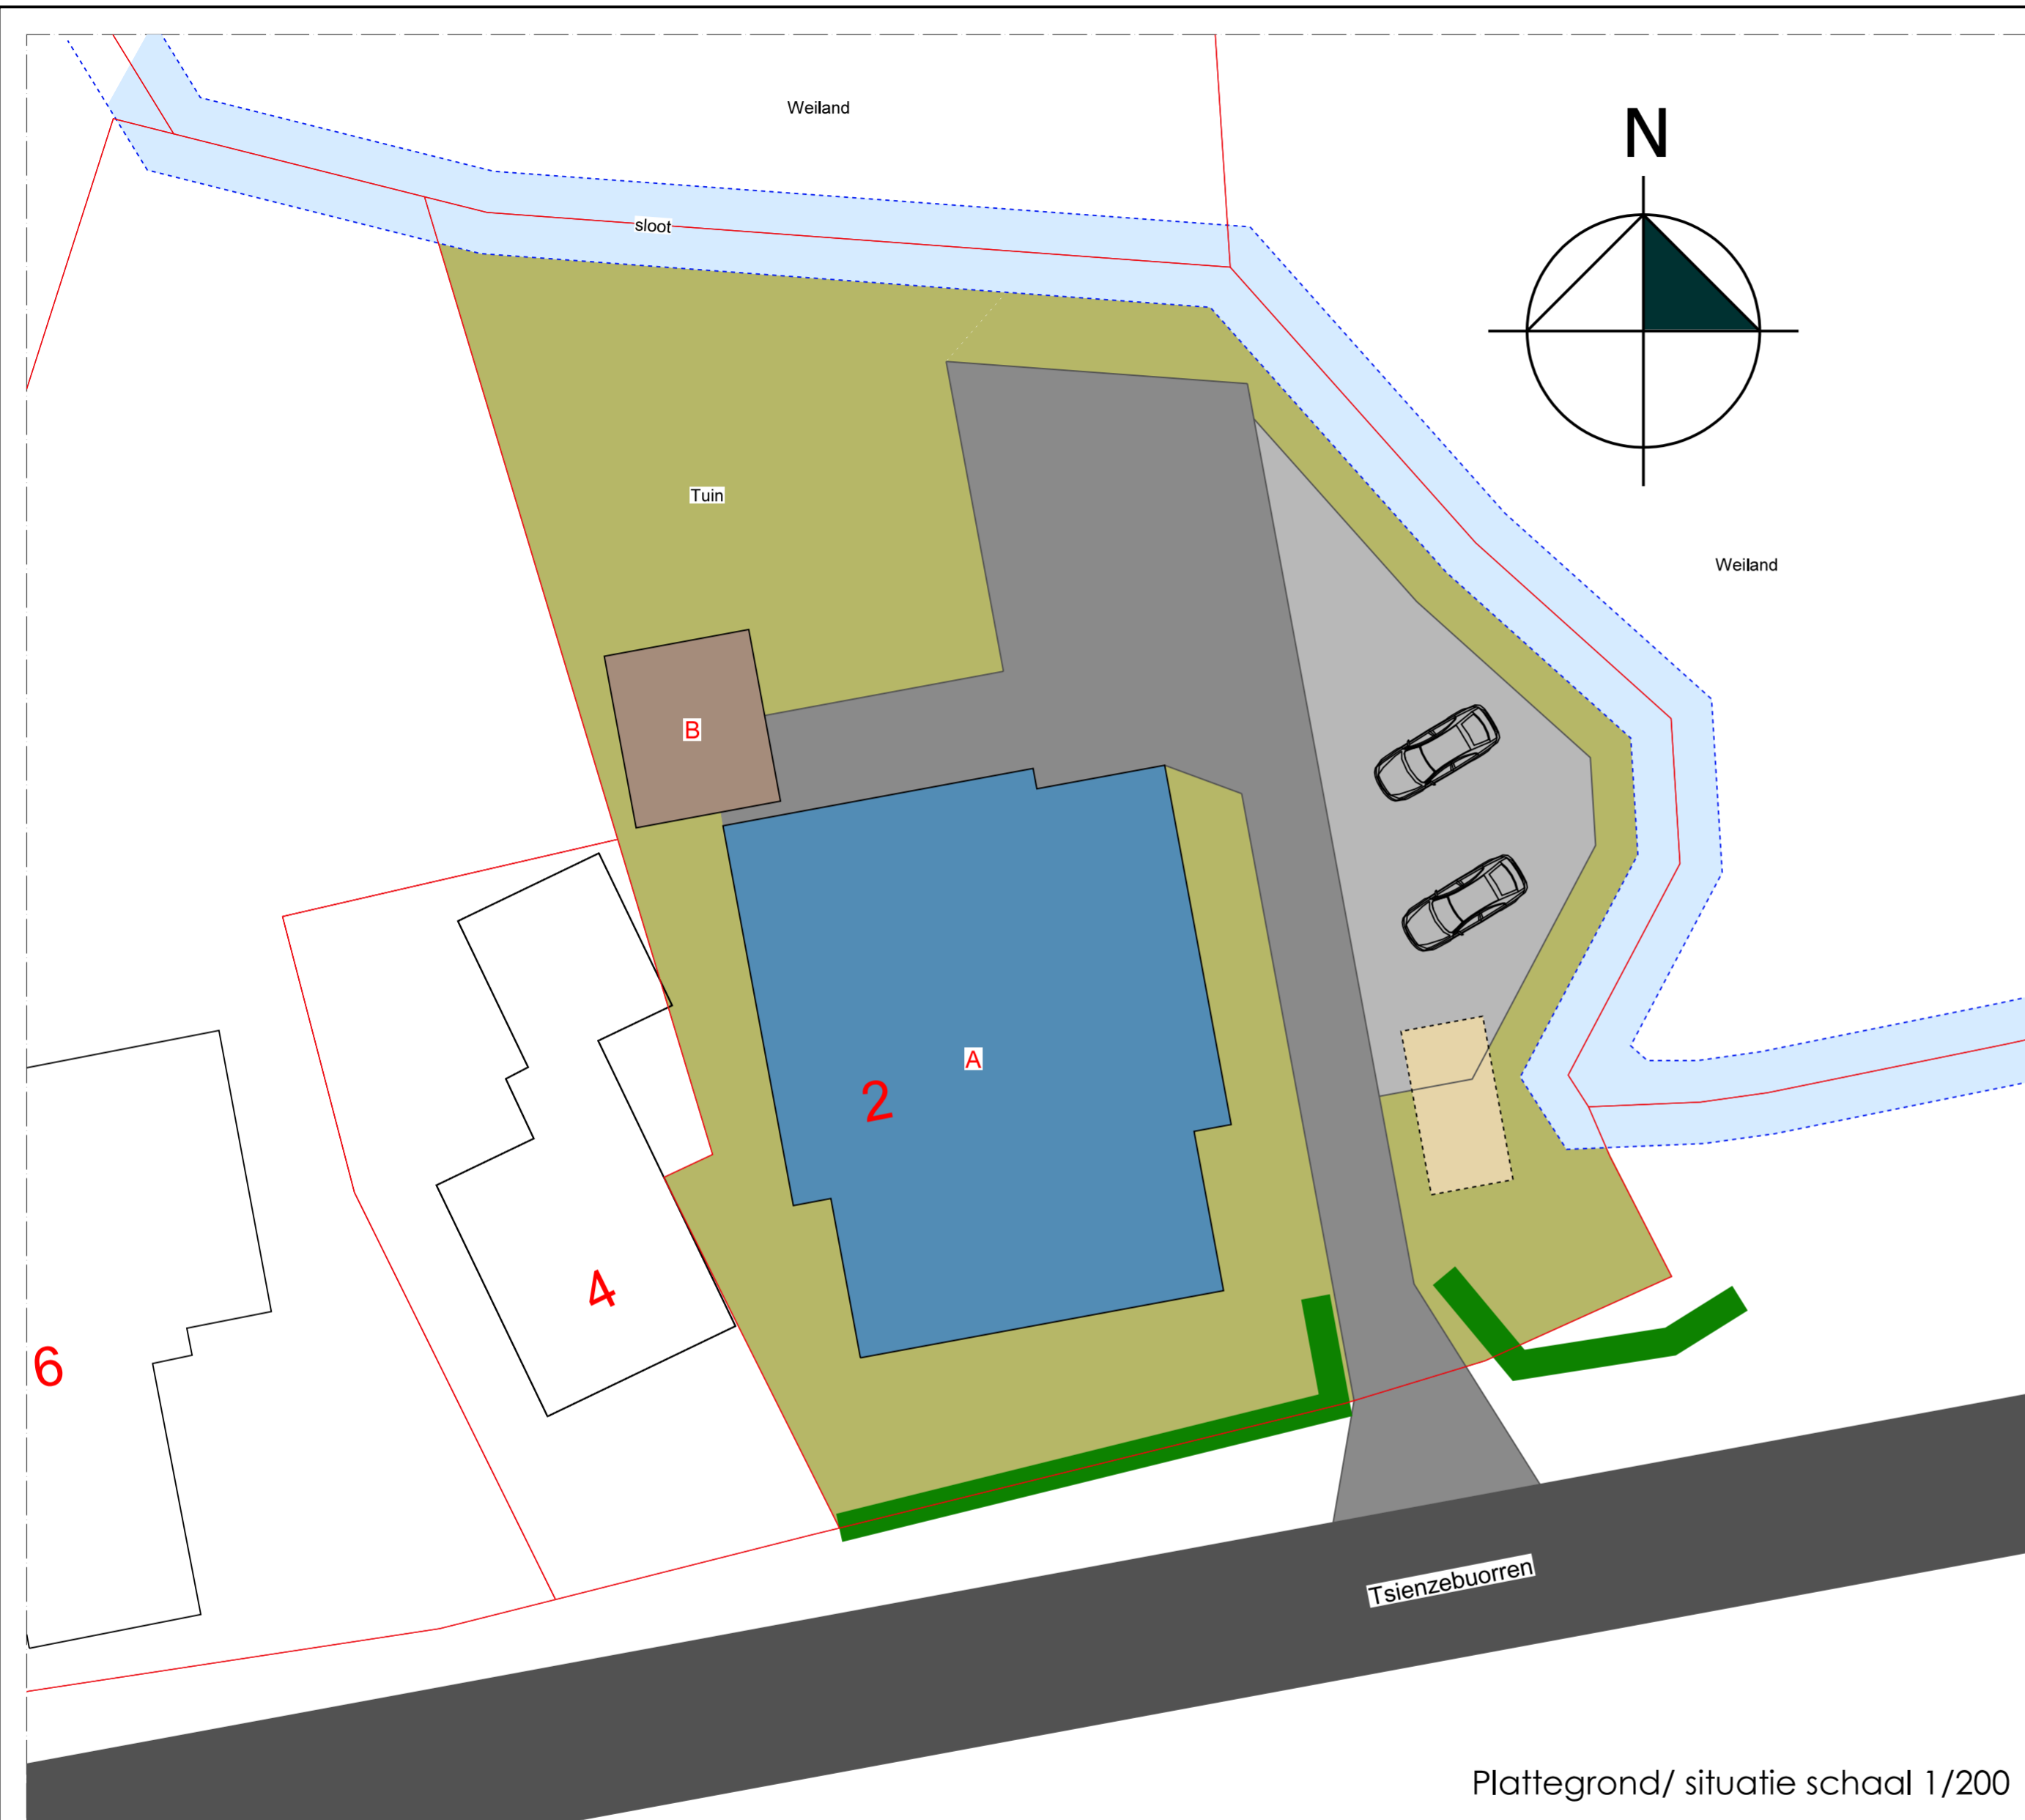 Weiland
N
sloot
Tuin
Weiland
B
A
2
4
6
Tsienzebuorren
Plattegrond/ situatie schaal 1/200